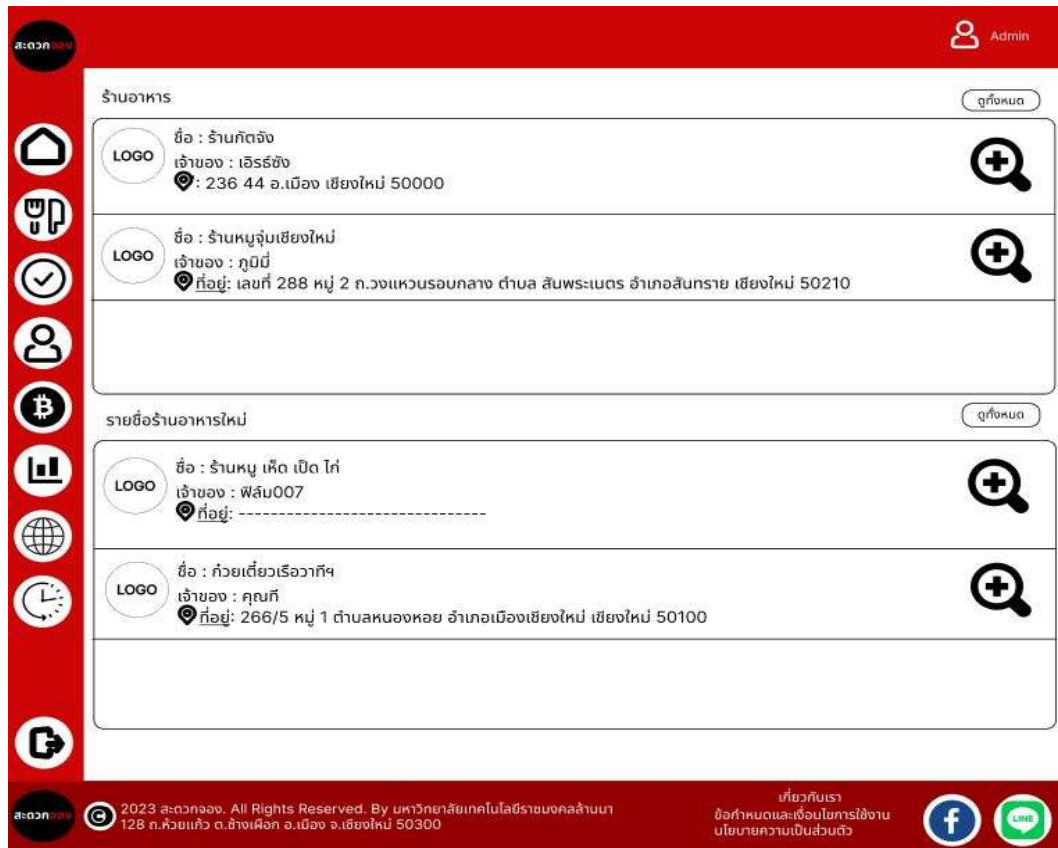 สะดวกจอง
Admin
ร้านอาหาร
ดูทั้งหมด
LOGO
ชื่อ : ร้านกัตจัง
เจ้าของ : เอิรธ์ซัง
: 236 44 อ.เมือง เชียงใหม่ 50000
LOGO
ชื่อ : ร้านหมูจุ่มเชียงใหม่
เจ้าของ : ภูมิมี่
ที่อยู่: เลขที่ 288 หมู่ 2 ถ.วงแหวนรอบกลาง ตำบล สันพระเนตร อำเภอสันทราย เชียงใหม่ 50210
รายชื่อร้านอาหารใหม่
ดูทั้งหมด
LOGO
ชื่อ : ร้านหมู เห็ด เป็ด ไก่
เจ้าของ : ฟิล์ม007
ที่อยู่: -------------------------------
LOGO
ชื่อ : ก๋วยเตี๋ยวเรือวาทีฯ
เจ้าของ : คุณที
ที่อยู่: 266/5 หมู่ 1 ตำบลหนองหอย อำเภอเมืองเชียงใหม่ เชียงใหม่ 50100
สะดวกจอง
© 2023 สะดวกจอง. All Rights Reserved. By มหาวิทยาลัยเทคโนโลยีราชมงคลล้านนา
128 ถ.ห้วยแก้ว ต.ช้างเผือก อ.เมือง จ.เชียงใหม่ 50300
เกี่ยวกับเรา
ข้อกำหนดและเงื่อนไขการใช้งาน
นโยบายความเป็นส่วนตัว
LINE